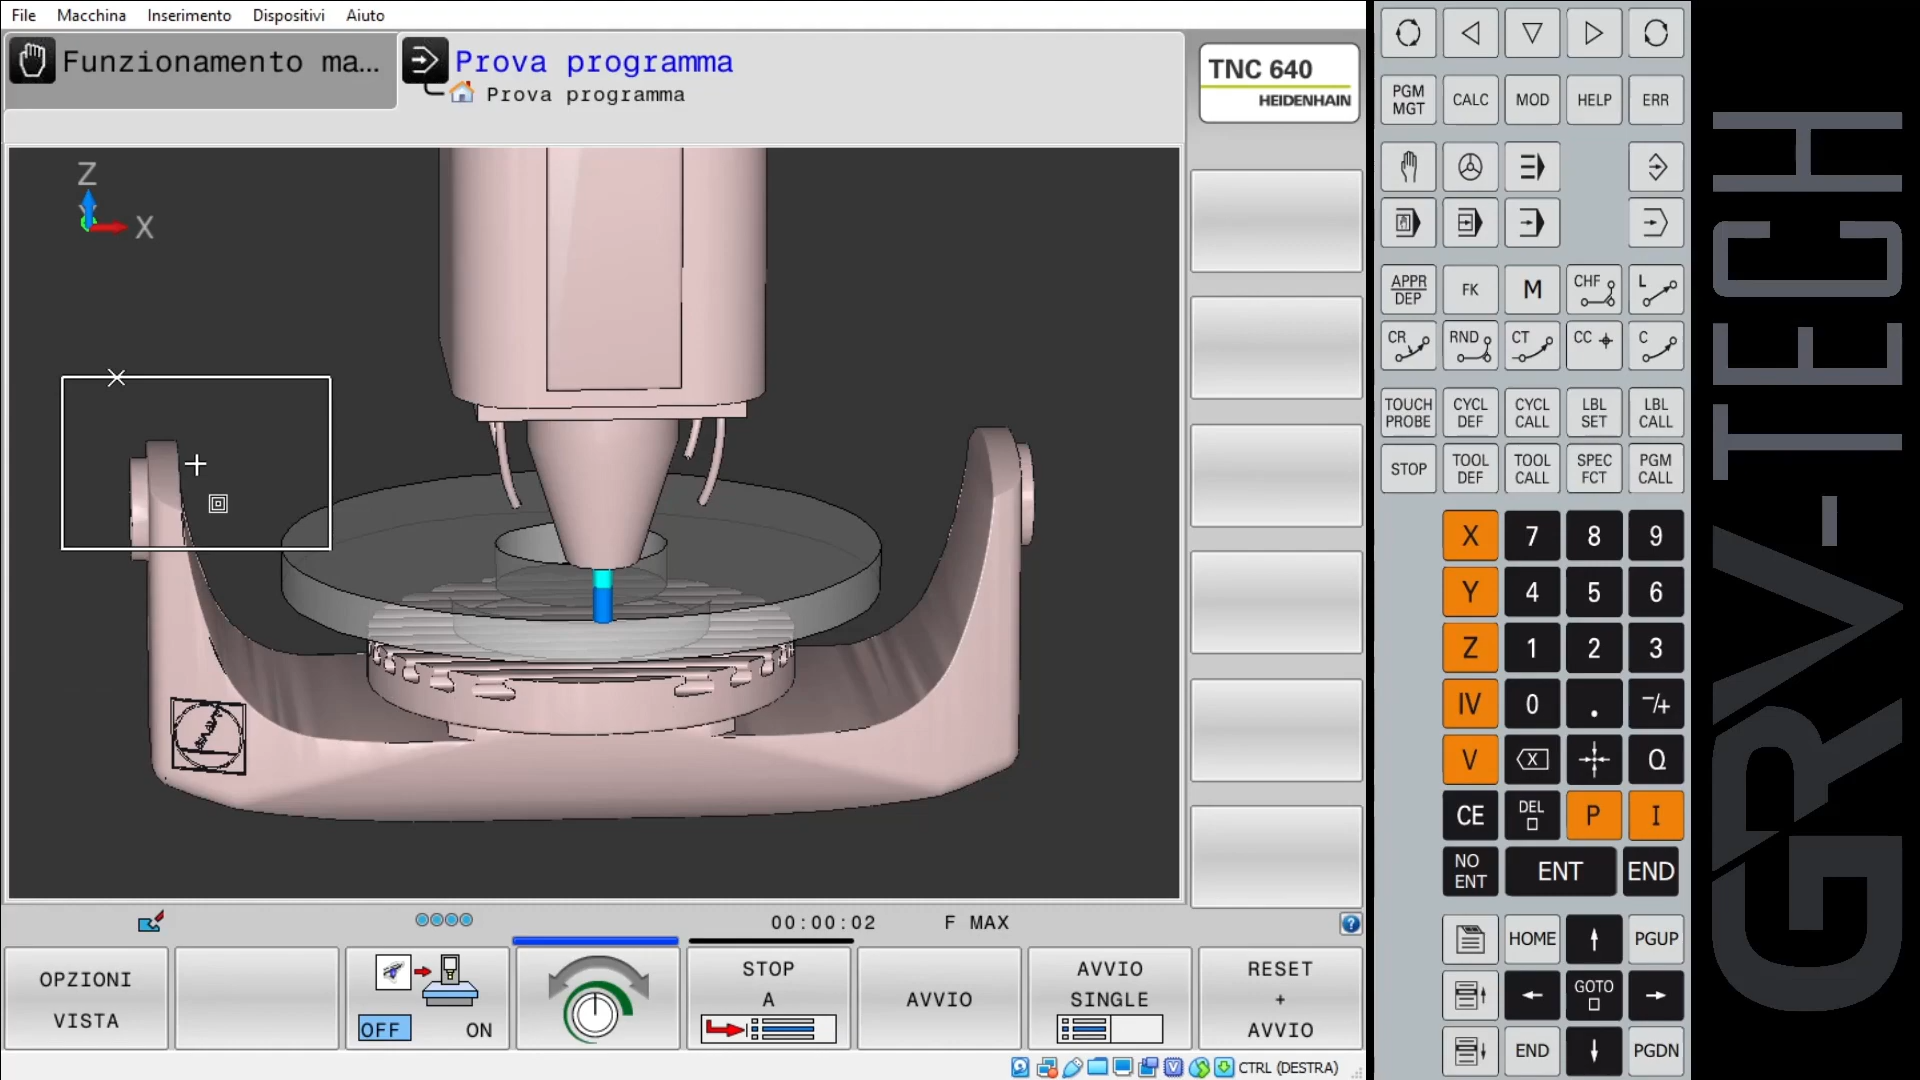 File Macchina Inserimento Dispositivi Aiuto
Funzionamento ma...
Prova programma
Prova programma
TNC 640
HEIDENHAIN
Z
X
00:00:02 F MAX
OPZIONI
VISTA
OFF ON
STOP
A
AVVIO
AVVIO
SINGLE
RESET
+
AVVIO
CTRL (DESTRA)
PGM
MGT
CALC
MOD
HELP
ERR
APPR
DEP
FK
M
CHF
L
CR
RND
CT
CC
C
TOUCH
PROBE
CYCL
DEF
CYCL
CALL
LBL
SET
LBL
CALL
STOP
TOOL
DEF
TOOL
CALL
SPEC
FCT
PGM
CALL
X 7 8 9
Y 4 5 6
Z 1 2 3
IV 0 . -/+
V X Q
CE
DEL
P I
NO
ENT
ENT
END
HOME
PGUP
GOTO
END
PGDN
GRV-TECH